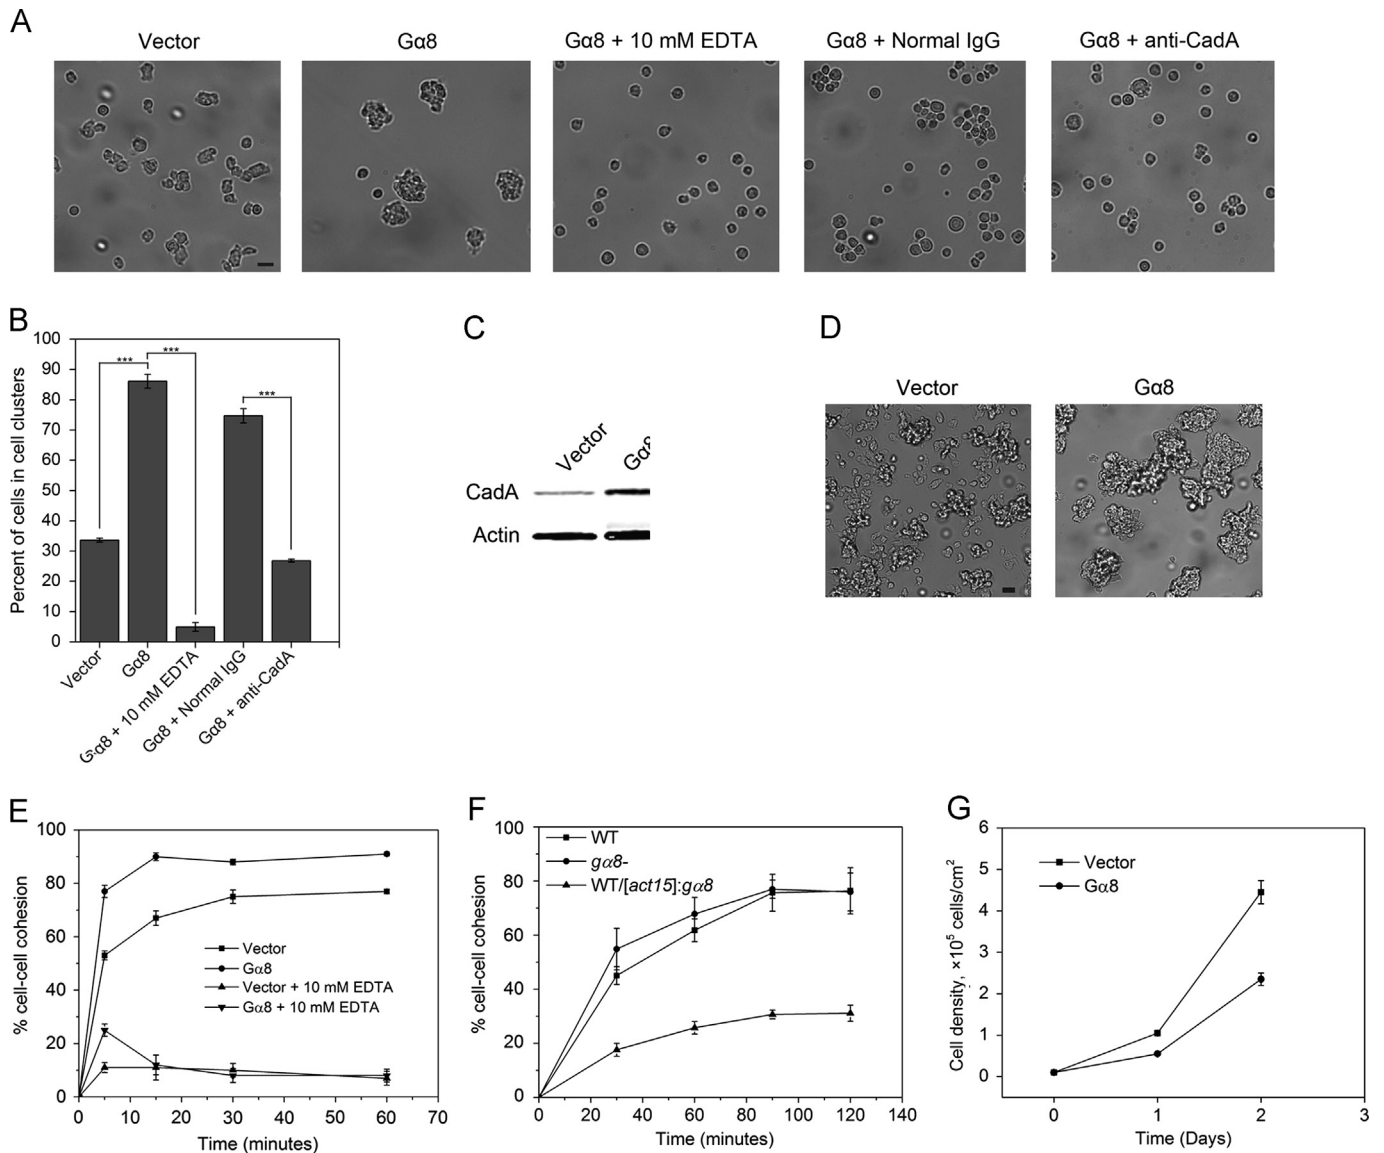 A
Vector
Gα8
Gα8 + 10 mM EDTA
Gα8 + Normal IgG
Gα8 + anti-CadA
B
Percent of cells in cell clusters
100
90
80
70
60
50
40
30
20
10
0
***
***
***
Vector
Gα8
Gα8 + 10 mM EDTA
Gα8 + Normal IgG
Gα8 + anti-CadA
C
Vector
Gα8
CadA
Actin
D
Vector
Gα8
E
% cell-cell cohesion
100
80
60
40
20
0
Vector
Gα8
Vector + 10 mM EDTA
Gα8 + 10 mM EDTA
0 10 20 30 40 50 60 70
Time (minutes)
F
% cell-cell cohesion
100
80
60
40
20
0
WT
gα8-
WT/[act15]:gα8
0 20 40 60 80 100 120 140
Time (minutes)
G
Cell density, ×10⁵ cells/cm²
6
5
4
3
2
1
0
Vector
Gα8
0 1 2 3
Time (Days)